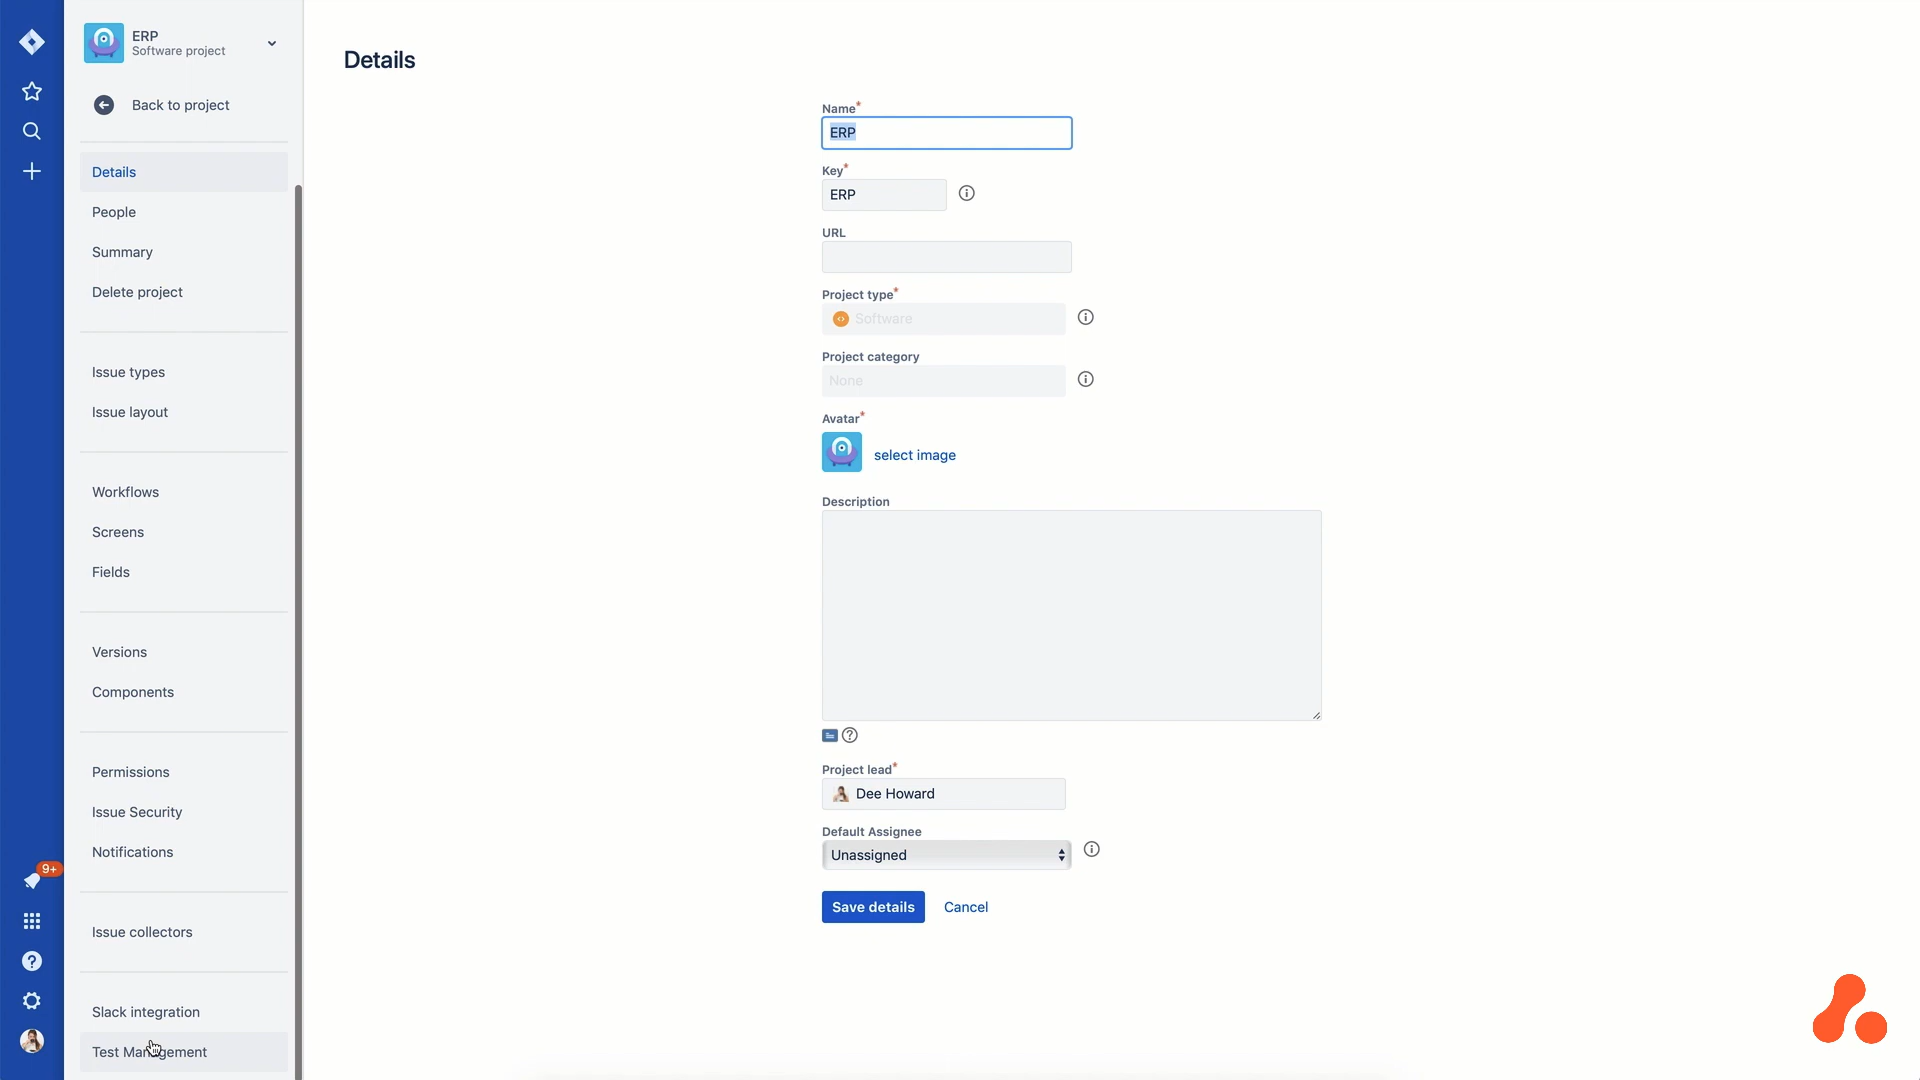 ERP
Software project
Back to project
Details
People
Summary
Delete project
Issue types
Issue layout
Workflows
Screens
Fields
Versions
Components
Permissions
Issue Security
Notifications
Issue collectors
Slack integration
Test Management
9+
Details
Name*
ERP
Key*
ERP
URL
Project type*
Software
Project category
None
Avatar*
select image
Description
Project lead*
Dee Howard
Default Assignee
Unassigned
Save details Cancel